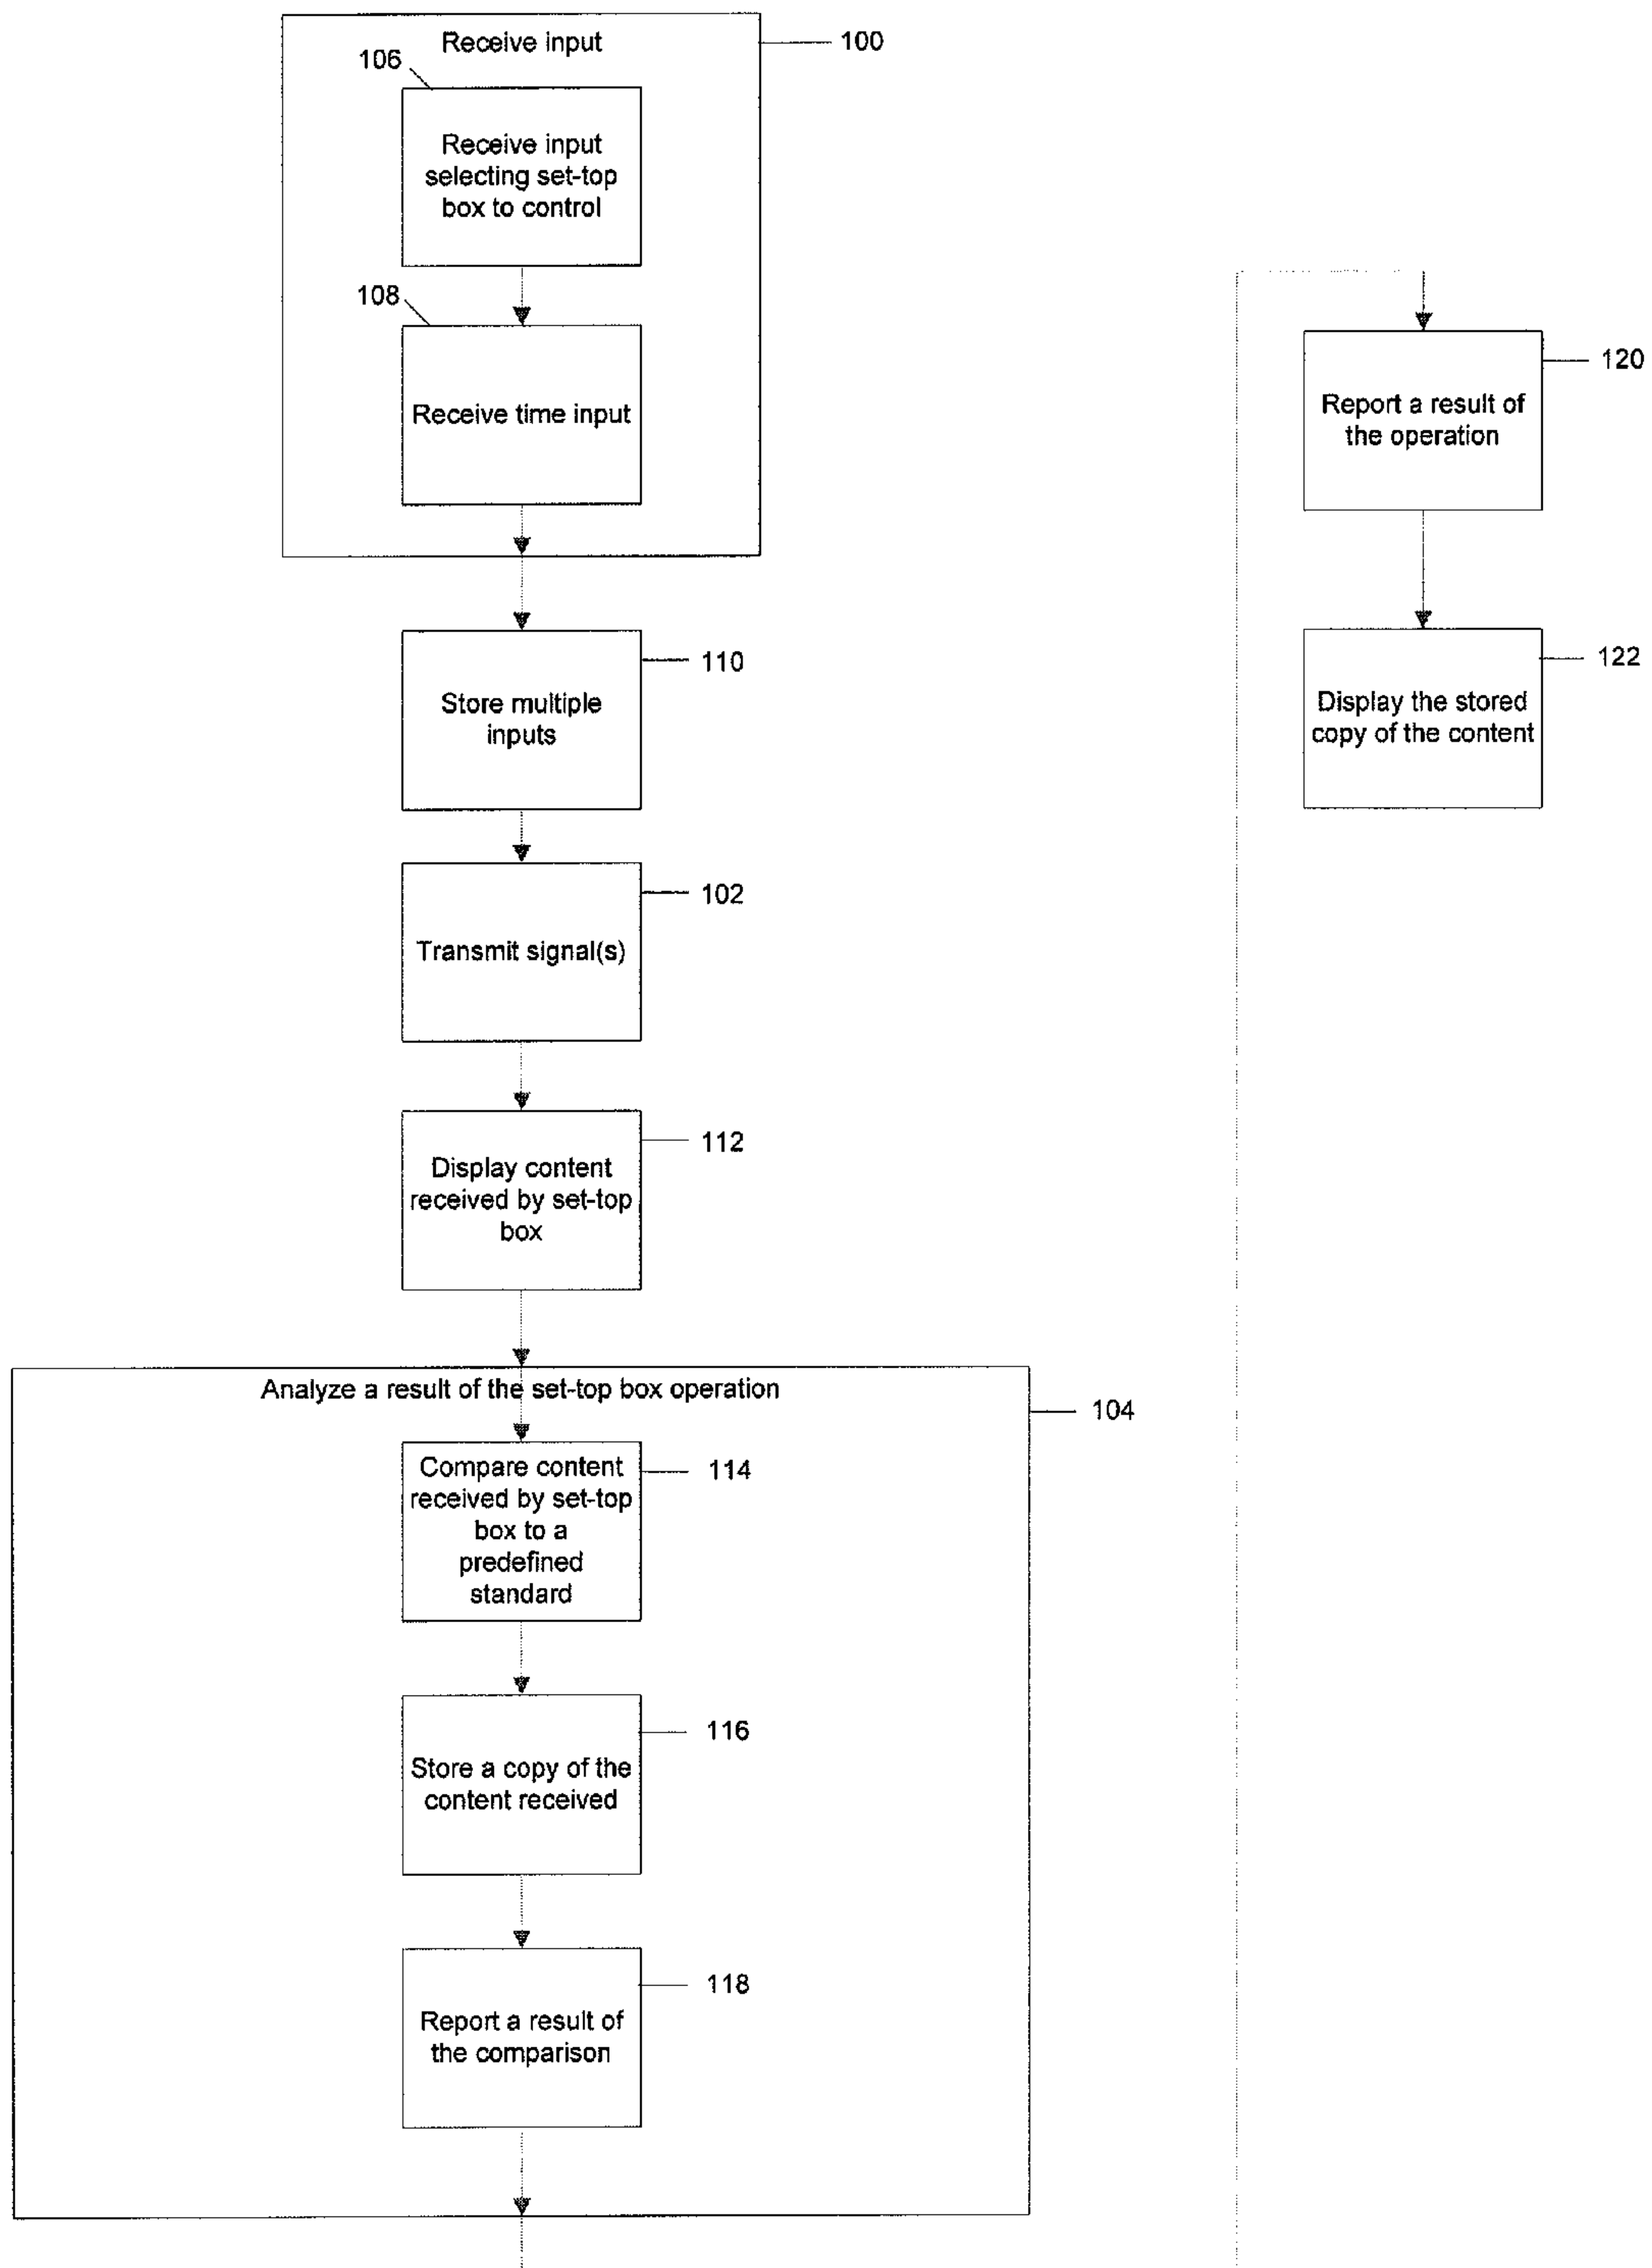 Receive input
100
106
Receive input
selecting set-top
box to control
108
Receive time input
110
Store multiple
inputs
102
Transmit signal(s)
112
Display content
received by set-top
box
Analyze a result of the set-top box operation
104
Compare content
received by set-top
box to a
predefined
standard
114
116
Store a copy of the
content received
118
Report a result of
the comparison
120
Report a result of
the operation
122
Display the stored
copy of the content